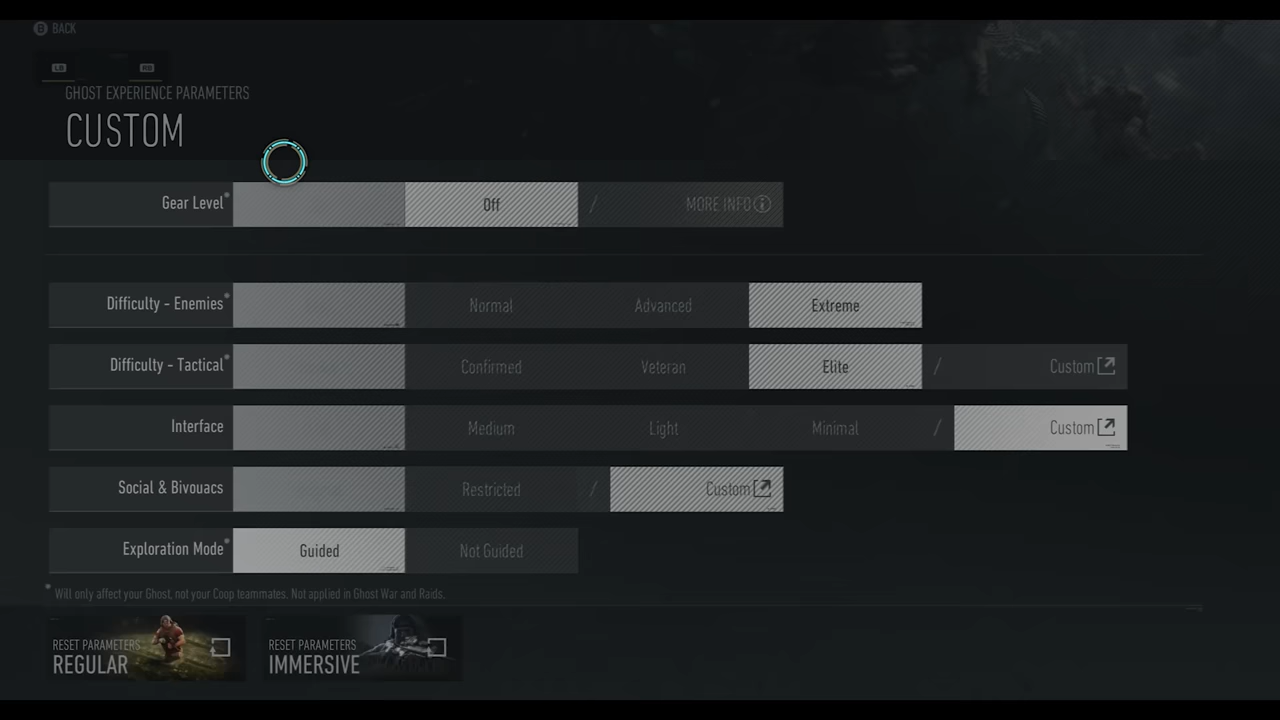 B BACK
LB RB
GHOST EXPERIENCE PARAMETERS
CUSTOM
Gear Level* Off / MORE INFO
Difficulty - Enemies* Normal Advanced Extreme
Difficulty - Tactical* Confirmed Veteran Elite / Custom
Interface Medium Light Minimal / Custom
Social & Bivouacs Restricted / Custom
Exploration Mode* Guided Not Guided
* Will only affect your Ghost, not your Coop teammates. Not applied in Ghost War and Raids.
RESET PARAMETERS
REGULAR
RESET PARAMETERS
IMMERSIVE